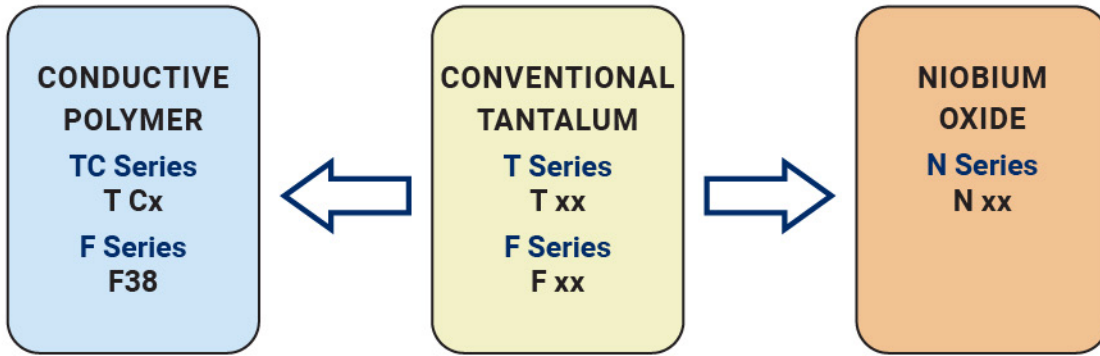 CONDUCTIVE
POLYMER
TC Series
T Cx
F Series
F38
CONVENTIONAL
TANTALUM
T Series
T xx
F Series
F xx
NIOBIUM
OXIDE
N Series
N xx